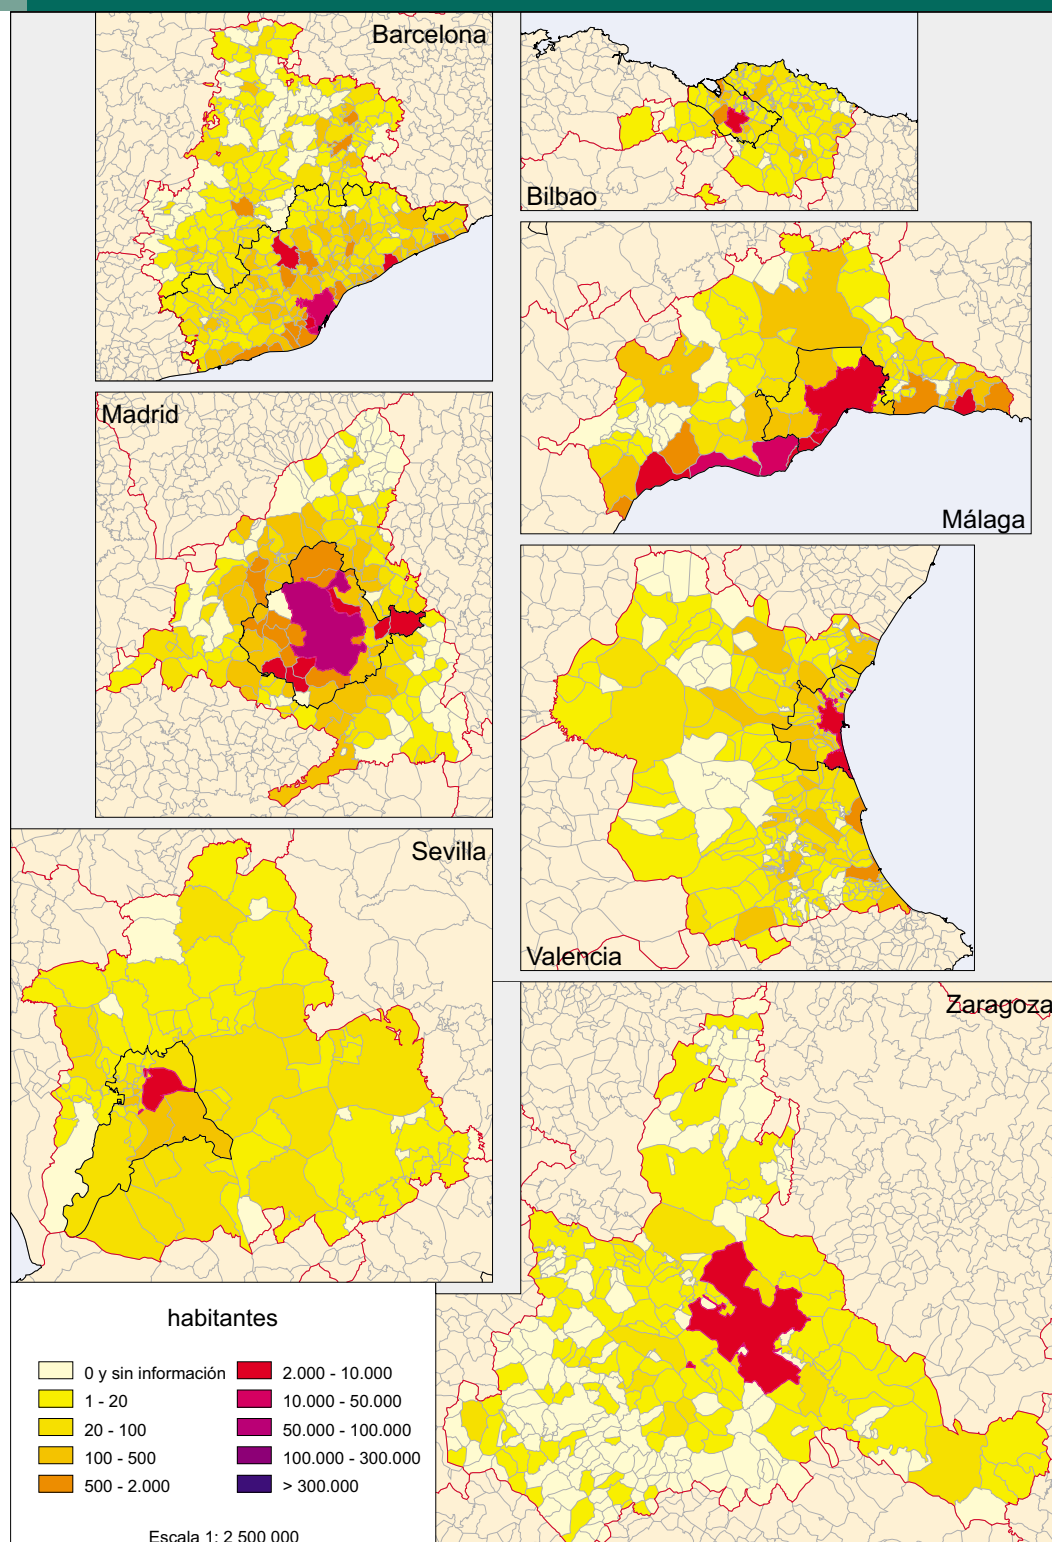 Barcelona
Bilbao
Madrid
Málaga
Sevilla
Valencia
Zaragoza
habitantes
0 y sin información
1 - 20
20 - 100
100 - 500
500 - 2.000
2.000 - 10.000
10.000 - 50.000
50.000 - 100.000
100.000 - 300.000
> 300.000
Escala 1: 2 500 000